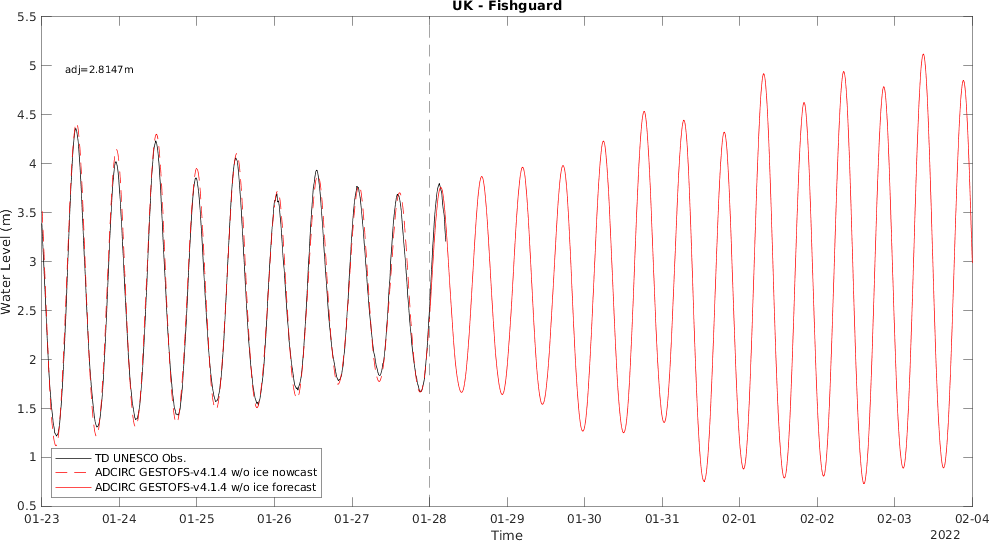 UK - Fishguard
5.5
5
4.5
4
3.5
3
2.5
2
1.5
1
0.5
Water Level (m)
adj=2.8147m
TD UNESCO Obs.
ADCIRC GESTOFS-v4.1.4 w/o ice nowcast
ADCIRC GESTOFS-v4.1.4 w/o ice forecast
01-23 01-24 01-25 01-26 01-27 01-28 01-29 01-30 01-31 02-01 02-02 02-03 02-04
Time
2022